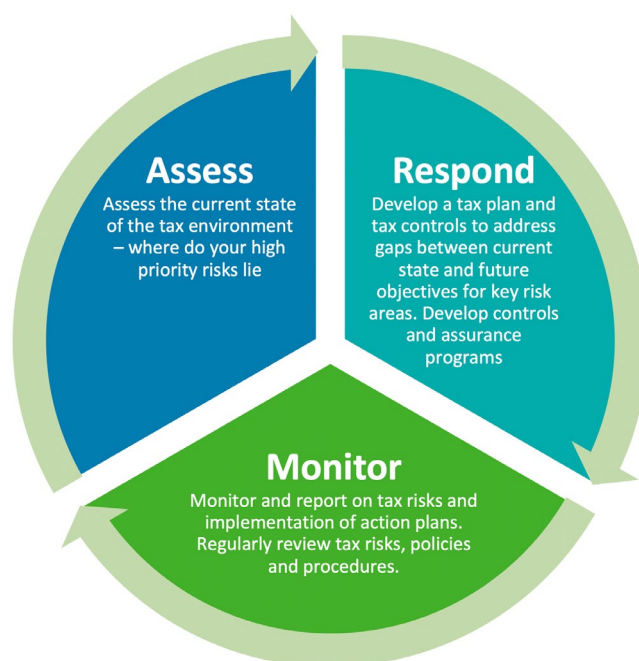 Assess
Assess the current state
of the tax environment
– where do your high
priority risks lie
Respond
Develop a tax plan and
tax controls to address
gaps between current
state and future
objectives for key risk
areas. Develop controls
and assurance
programs
Monitor
Monitor and report on tax risks and
implementation of action plans.
Regularly review tax risks, policies
and procedures.